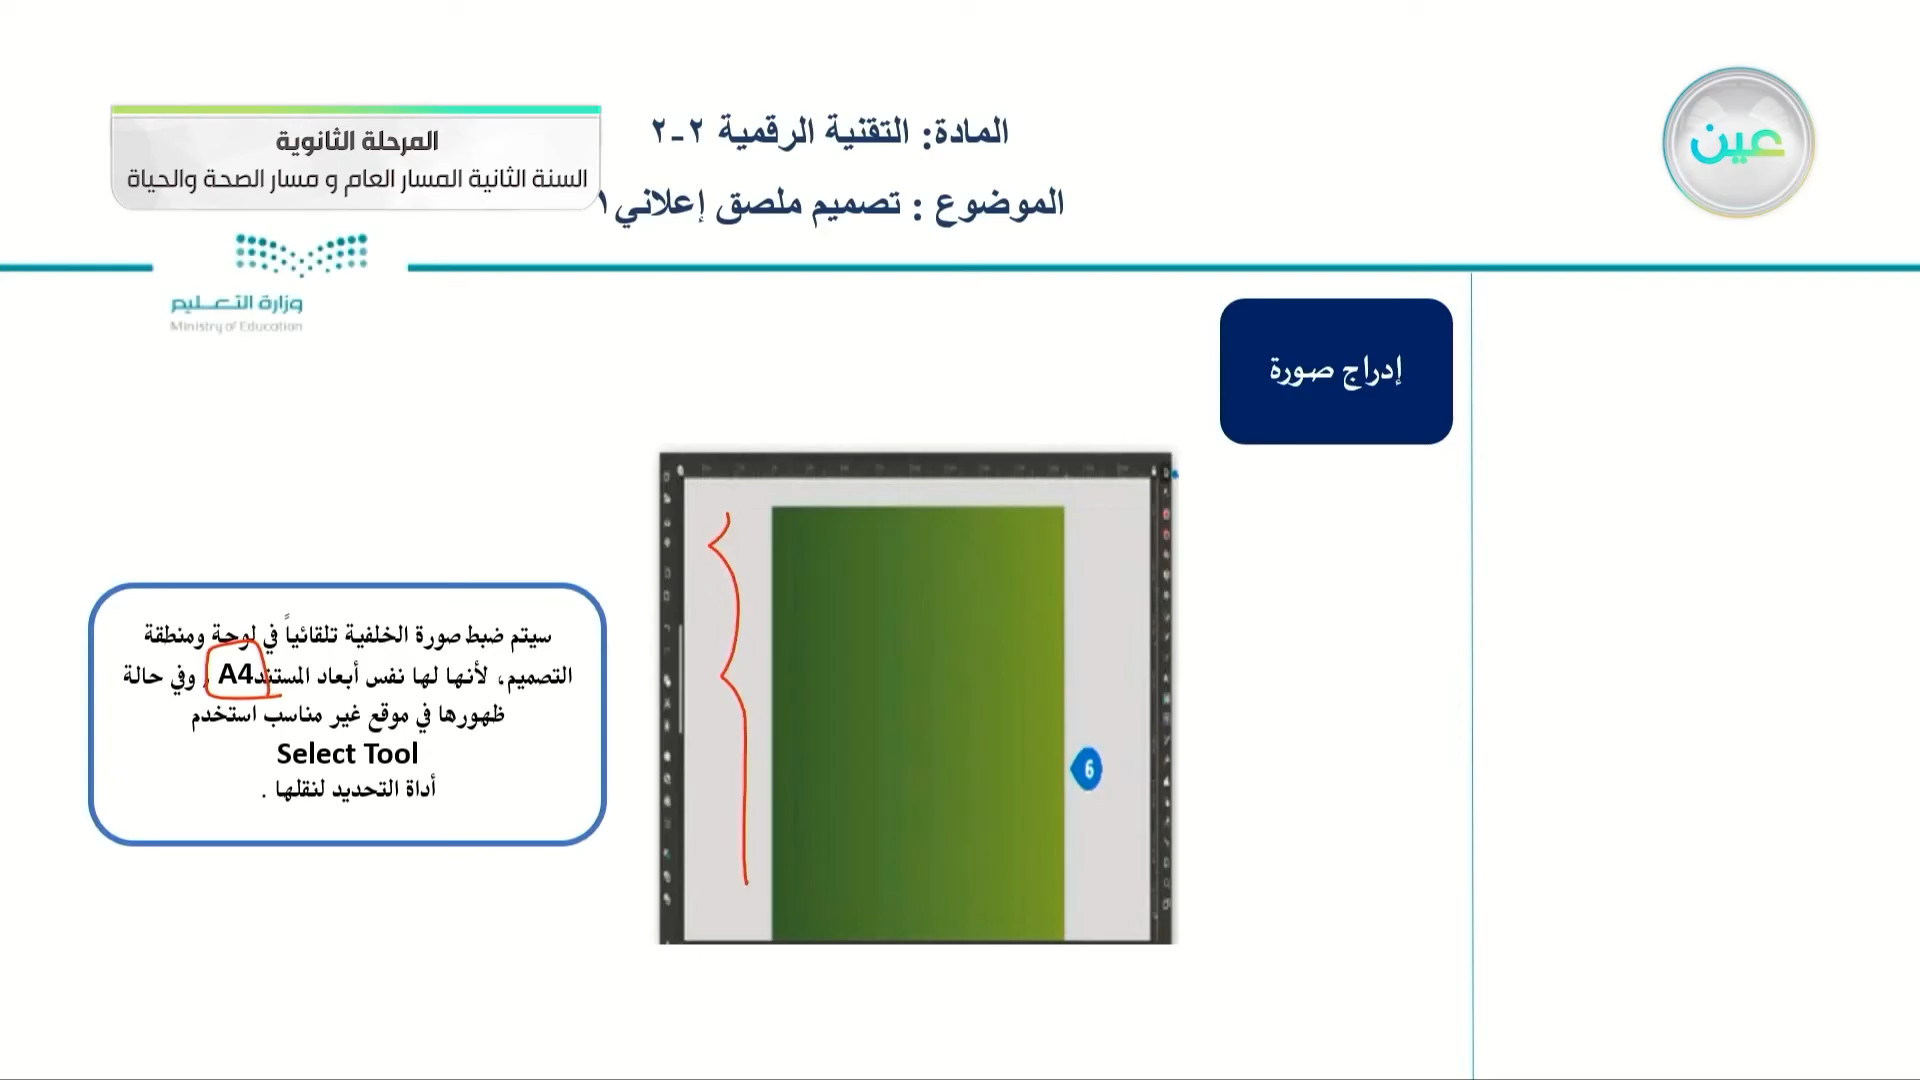 عين
المادة: التقنية الرقمية ٢-٢
الموضوع : تصميم ملصق إعلاني ١
المرحلة الثانوية
السنة الثانية المسار العام و مسار الصحة والحياة
وزارة التعـــليم
Ministry of Education
إدراج صورة
6
سيتم ضبط صورة الخلفية تلقائياً في لوحة ومنطقة
التصميم، لأنها لها نفس أبعاد المستند A4 , وفي حالة
ظهورها في موقع غير مناسب استخدم
Select Tool
أداة التحديد لنقلها .